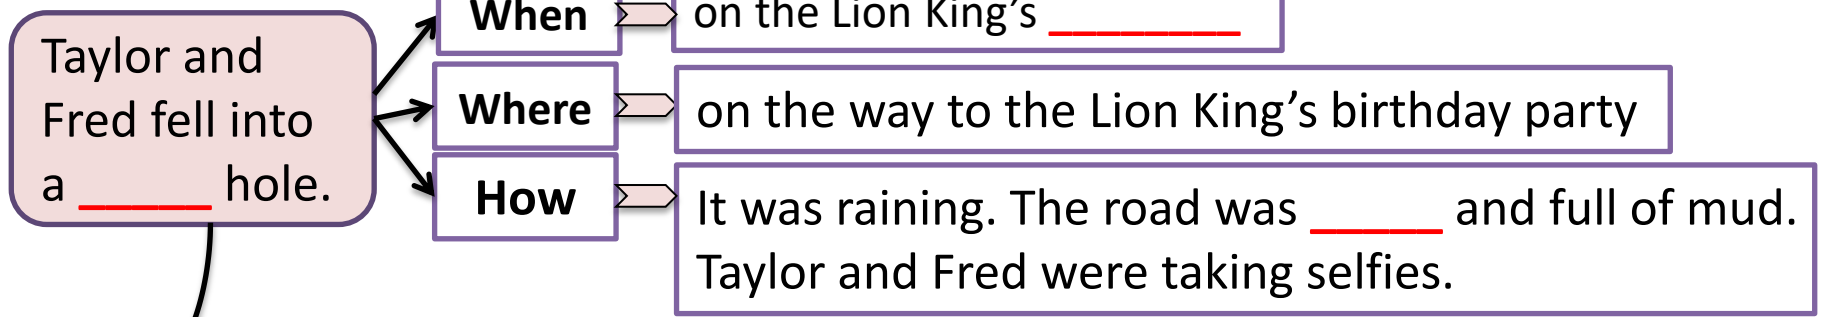 Taylor and
Fred fell into
a _____ hole.
When
on the Lion King’s ________
Where
on the way to the Lion King’s birthday party
How
It was raining. The road was _____ and full of mud.
Taylor and Fred were taking selfies.